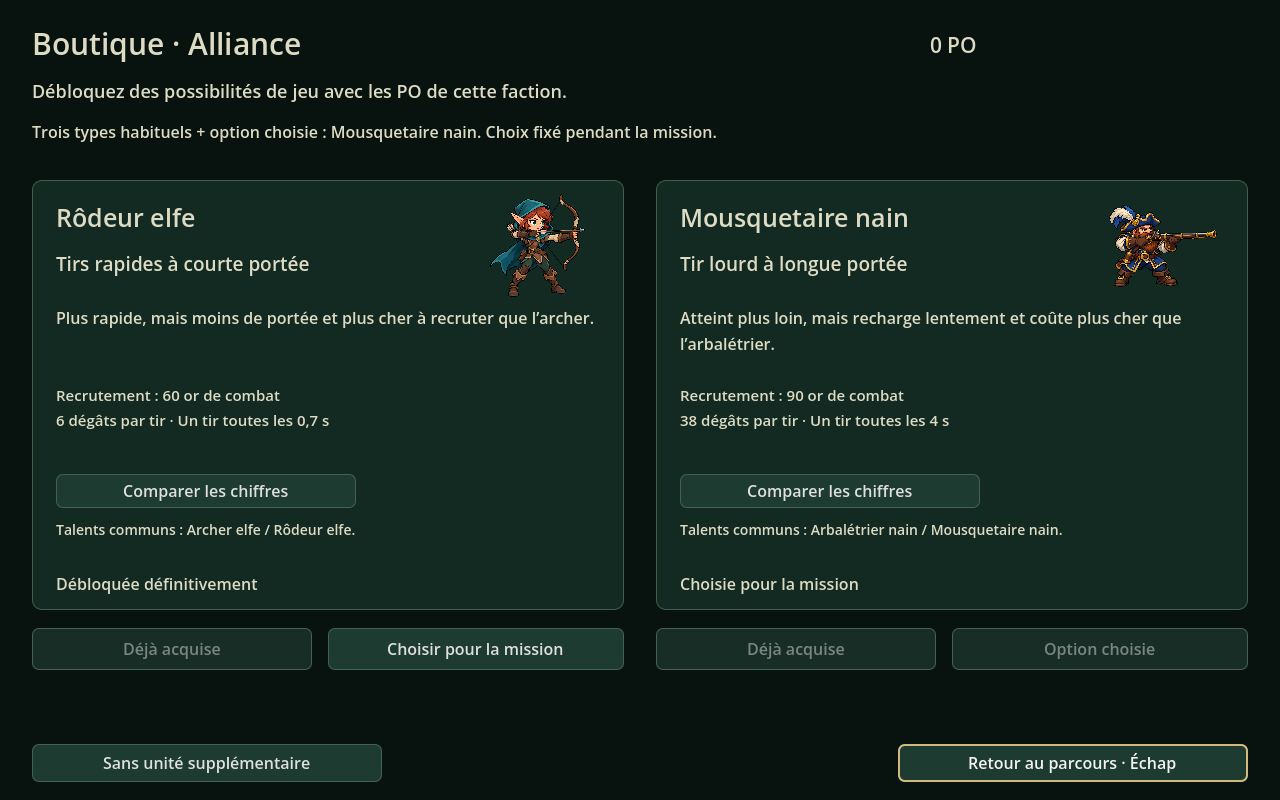 Boutique · Alliance
0 PO
Débloquez des possibilités de jeu avec les PO de cette faction.
Trois types habituels + option choisie : Mousquetaire nain. Choix fixé pendant la mission.
Rôdeur elfe
Tirs rapides à courte portée
Plus rapide, mais moins de portée et plus cher à recruter que l’archer.
Recrutement : 60 or de combat
6 dégâts par tir · Un tir toutes les 0,7 s
Comparer les chiffres
Talents communs : Archer elfe / Rôdeur elfe.
Débloquée définitivement
Déjà acquise
Choisir pour la mission
Mousquetaire nain
Tir lourd à longue portée
Atteint plus loin, mais recharge lentement et coûte plus cher que
l’arbalétrier.
Recrutement : 90 or de combat
38 dégâts par tir · Un tir toutes les 4 s
Comparer les chiffres
Talents communs : Arbalétrier nain / Mousquetaire nain.
Choisie pour la mission
Déjà acquise
Option choisie
Sans unité supplémentaire
Retour au parcours · Échap